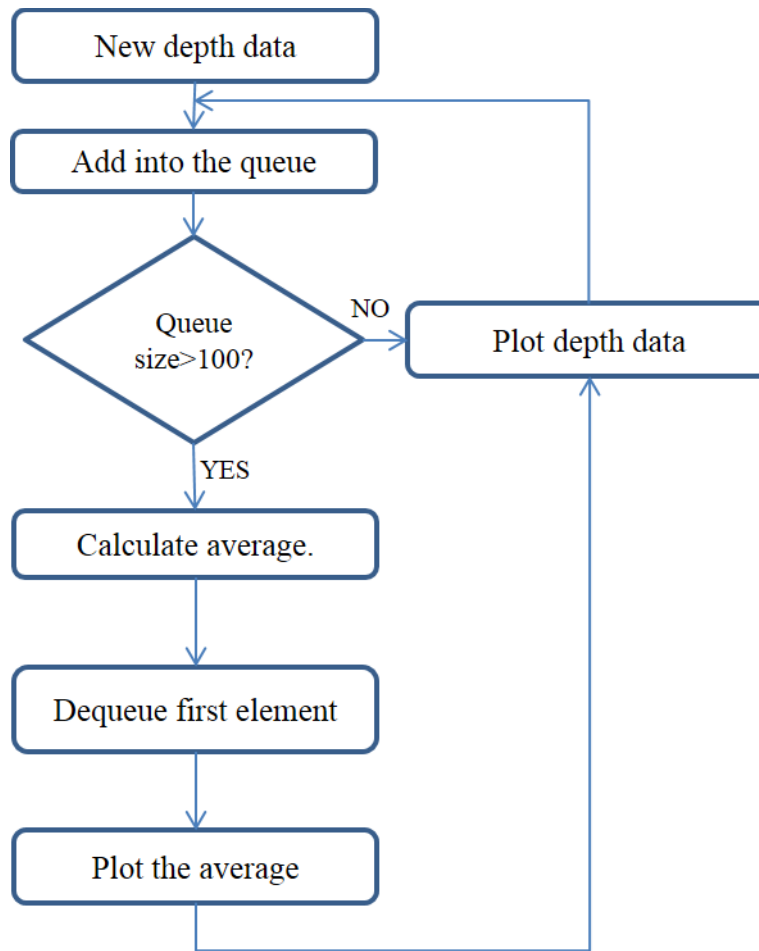 New depth data
Add into the queue
Queue
size>100?
NO
Plot depth data
YES
Calculate average.
Dequeue first element
Plot the average